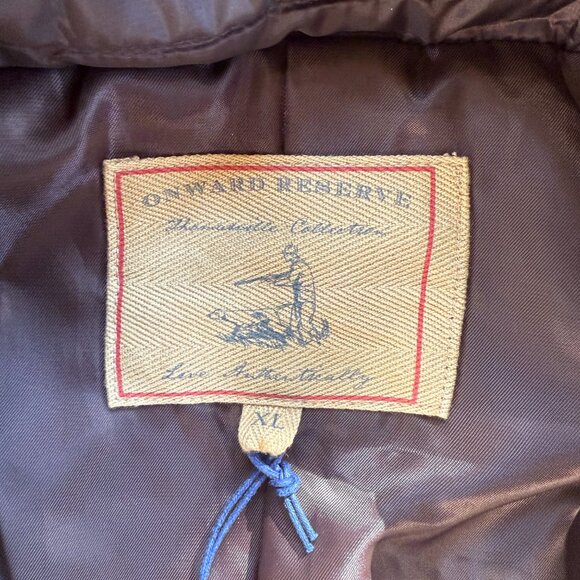 ONWARD RESERVE
Thomasville Collection
Live Authentically
XL